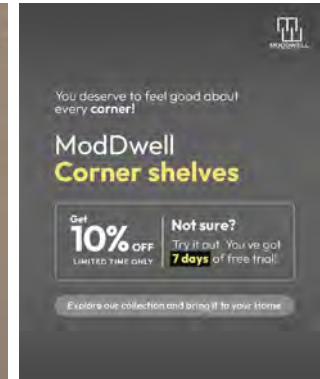 MODDWELL
You deserve to feel good about
every corner!
ModDwell
Corner shelves
Get
10% OFF
LIMITED TIME ONLY
Not sure?
Try it out. You've got
7 days of free trial!
Explore our collection and bring it to your Home